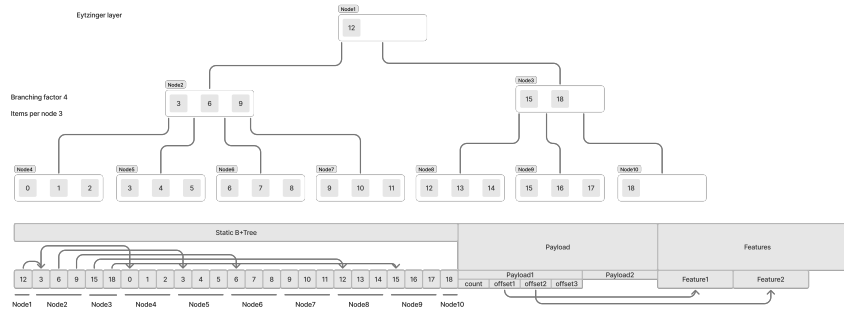 Eytzinger layer
Node1
12
Node2
Node3
Branching factor 4
Items per node 3
3 6 9
15 18
Node4 Node5 Node6 Node7 Node8 Node9 Node10
0 1 2 3 4 5 6 7 8 9 10 11 12 13 14 15 16 17 18
Static B+Tree
Payload
Features
12 3 6 9 15 18 0 1 2 3 4 5 6 7 8 9 10 11 12 13 14 15 16 17 18
Payload1 Payload2
count offset1 offset2 offset3
Feature1 Feature2
Node1 Node2 Node3 Node4 Node5 Node6 Node7 Node8 Node9 Node10